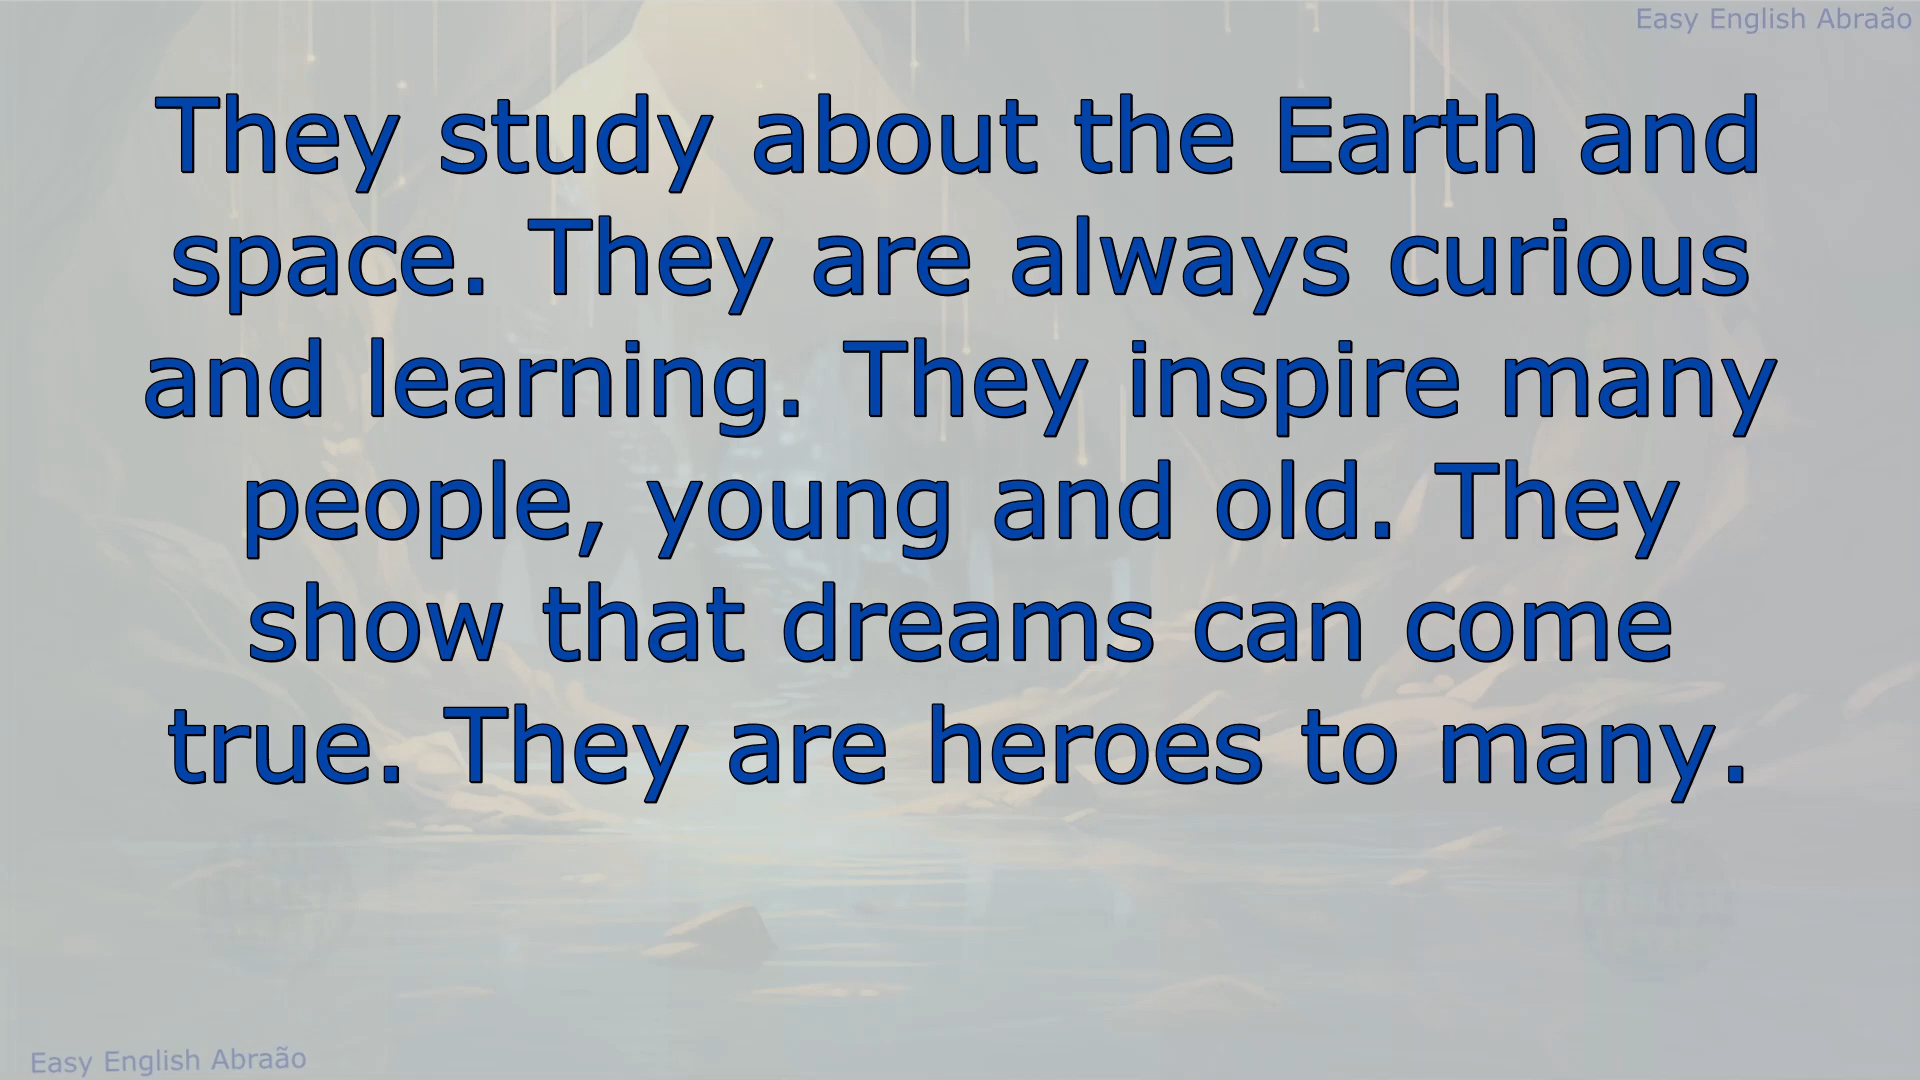 Easy English Abraão
They study about the Earth and
space. They are always curious
and learning. They inspire many
people, young and old. They
show that dreams can come
true. They are heroes to many.
Easy English Abraão